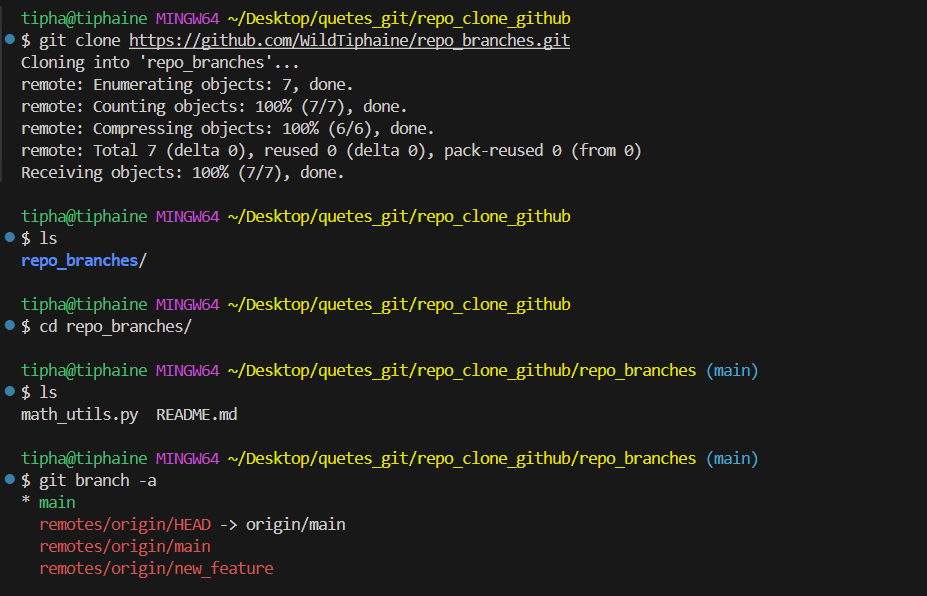 tipha@tiphaine MINGW64 ~/Desktop/quetes_git/repo_clone_github
$ git clone https://github.com/WildTiphaine/repo_branches.git
Cloning into 'repo_branches'...
remote: Enumerating objects: 7, done.
remote: Counting objects: 100% (7/7), done.
remote: Compressing objects: 100% (6/6), done.
remote: Total 7 (delta 0), reused 0 (delta 0), pack-reused 0 (from 0)
Receiving objects: 100% (7/7), done.
tipha@tiphaine MINGW64 ~/Desktop/quetes_git/repo_clone_github
$ ls
repo_branches/
tipha@tiphaine MINGW64 ~/Desktop/quetes_git/repo_clone_github
$ cd repo_branches/
tipha@tiphaine MINGW64 ~/Desktop/quetes_git/repo_clone_github/repo_branches (main)
$ ls
math_utils.py  README.md
tipha@tiphaine MINGW64 ~/Desktop/quetes_git/repo_clone_github/repo_branches (main)
$ git branch -a
* main
  remotes/origin/HEAD -> origin/main
  remotes/origin/main
  remotes/origin/new_feature